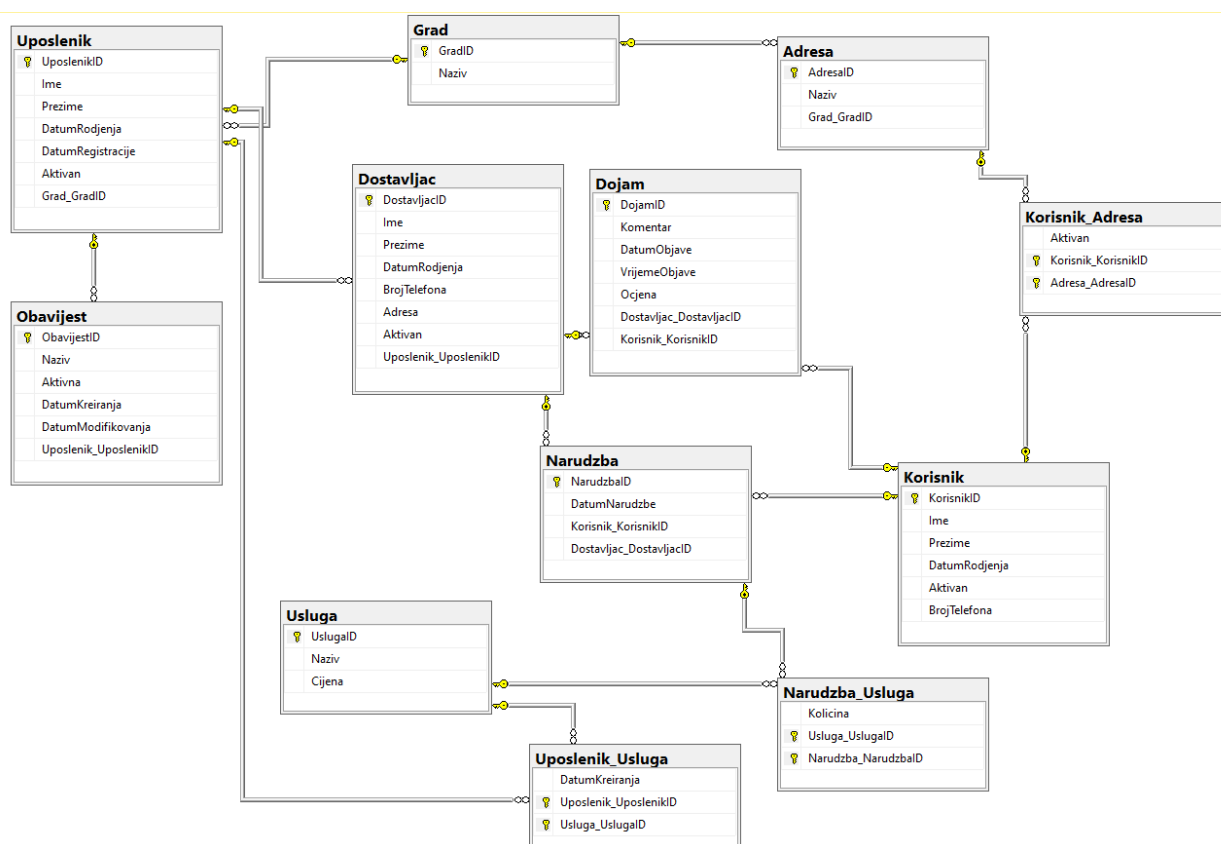 Uposlenik
UposlenikID
Ime
Prezime
DatumRodjenja
DatumRegistracije
Aktivan
Grad_GradID
Grad
GradID
Naziv
Adresa
AdresaID
Naziv
Grad_GradID
Dostavljac
DostavljacID
Ime
Prezime
DatumRodjenja
BrojTelefona
Adresa
Aktivan
Uposlenik_UposlenikID
Dojam
DojamID
Komentar
DatumObjave
VrijemeObjave
Ocjena
Dostavljac_DostavljacID
Korisnik_KorisnikID
Korisnik_Adresa
Aktivan
Korisnik_KorisnikID
Adresa_AdresaID
Obavijest
ObavijestID
Naziv
Aktivna
DatumKreiranja
DatumModifikovanja
Uposlenik_UposlenikID
Narudzba
NarudzbaID
DatumNarudzbe
Korisnik_KorisnikID
Dostavljac_DostavljacID
Korisnik
KorisnikID
Ime
Prezime
DatumRodjenja
Aktivan
BrojTelefona
Usluga
UslugaID
Naziv
Cijena
Narudzba_Usluga
Kolicina
Usluga_UslugaID
Narudzba_NarudzbaID
Uposlenik_Usluga
DatumKreiranja
Uposlenik_UposlenikID
Usluga_UslugaID